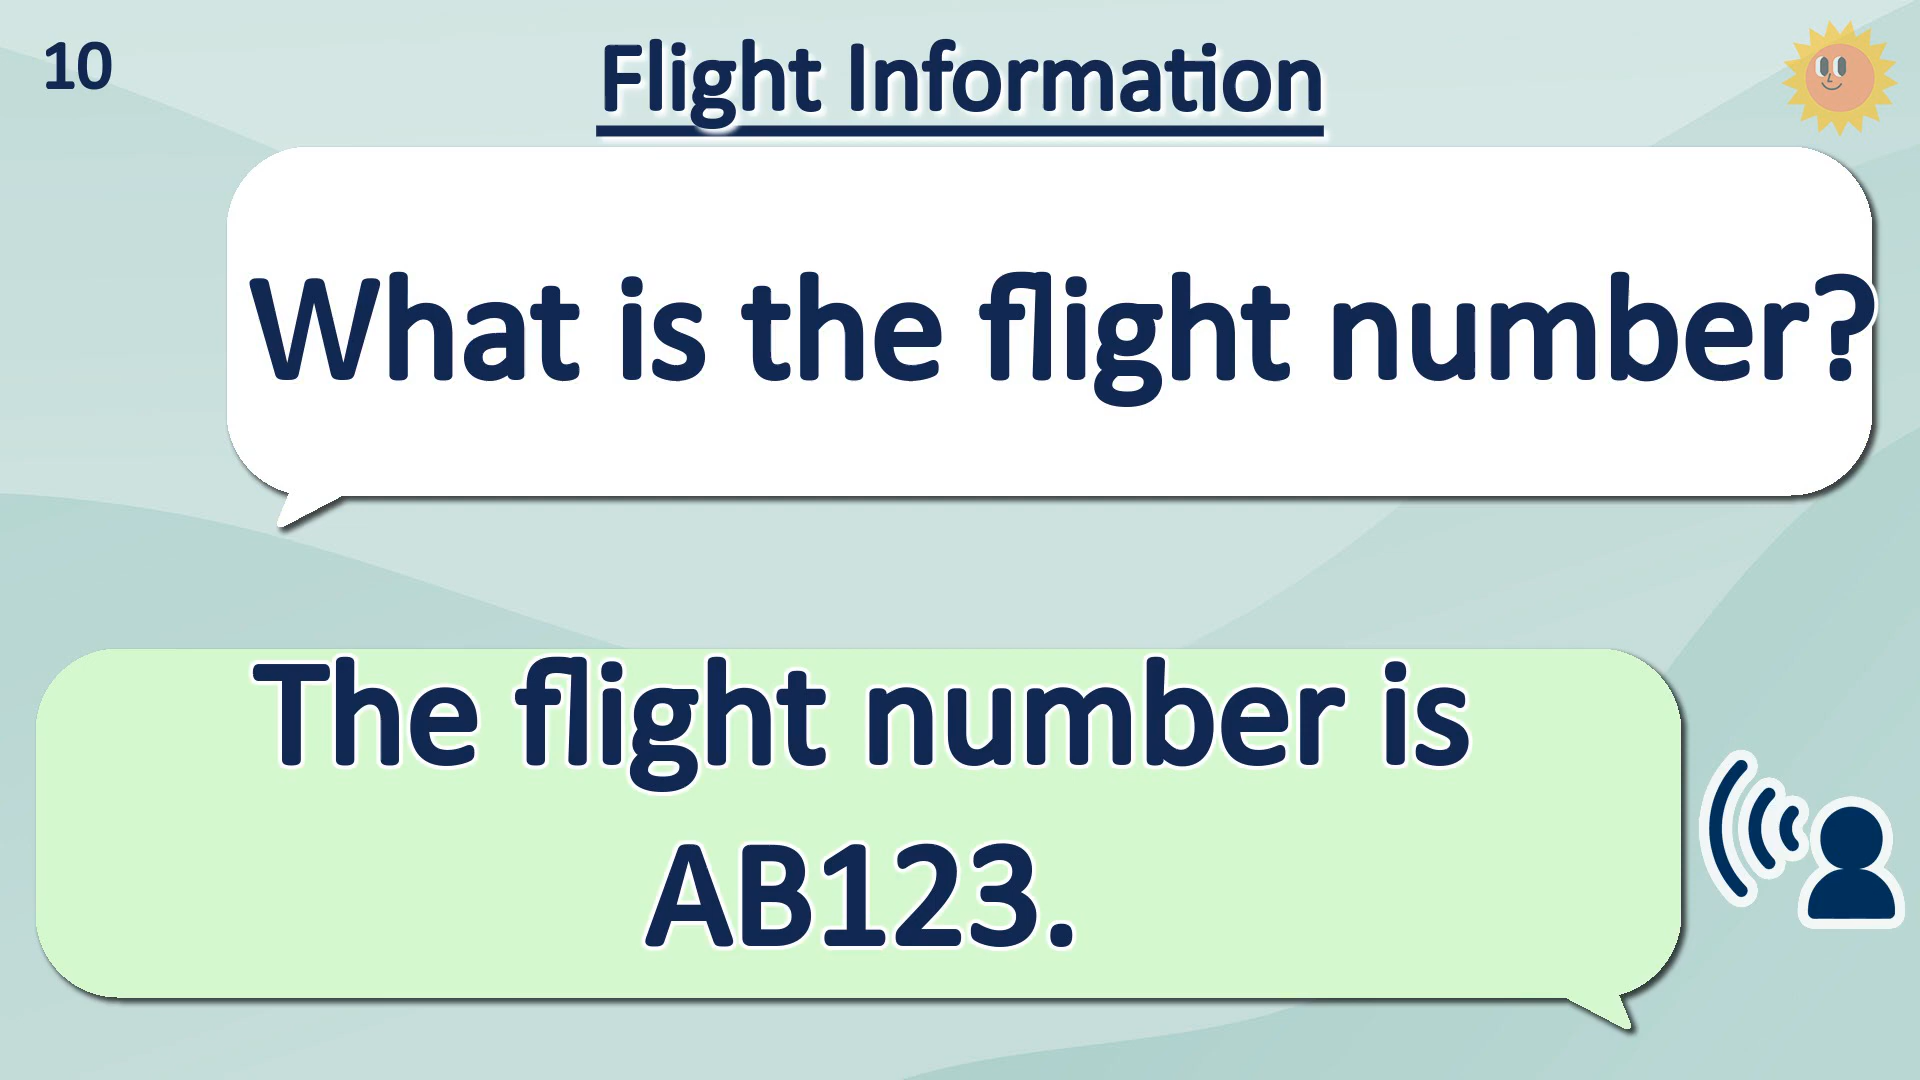 10
Flight Information
What is the flight number?
The flight number is
AB123.